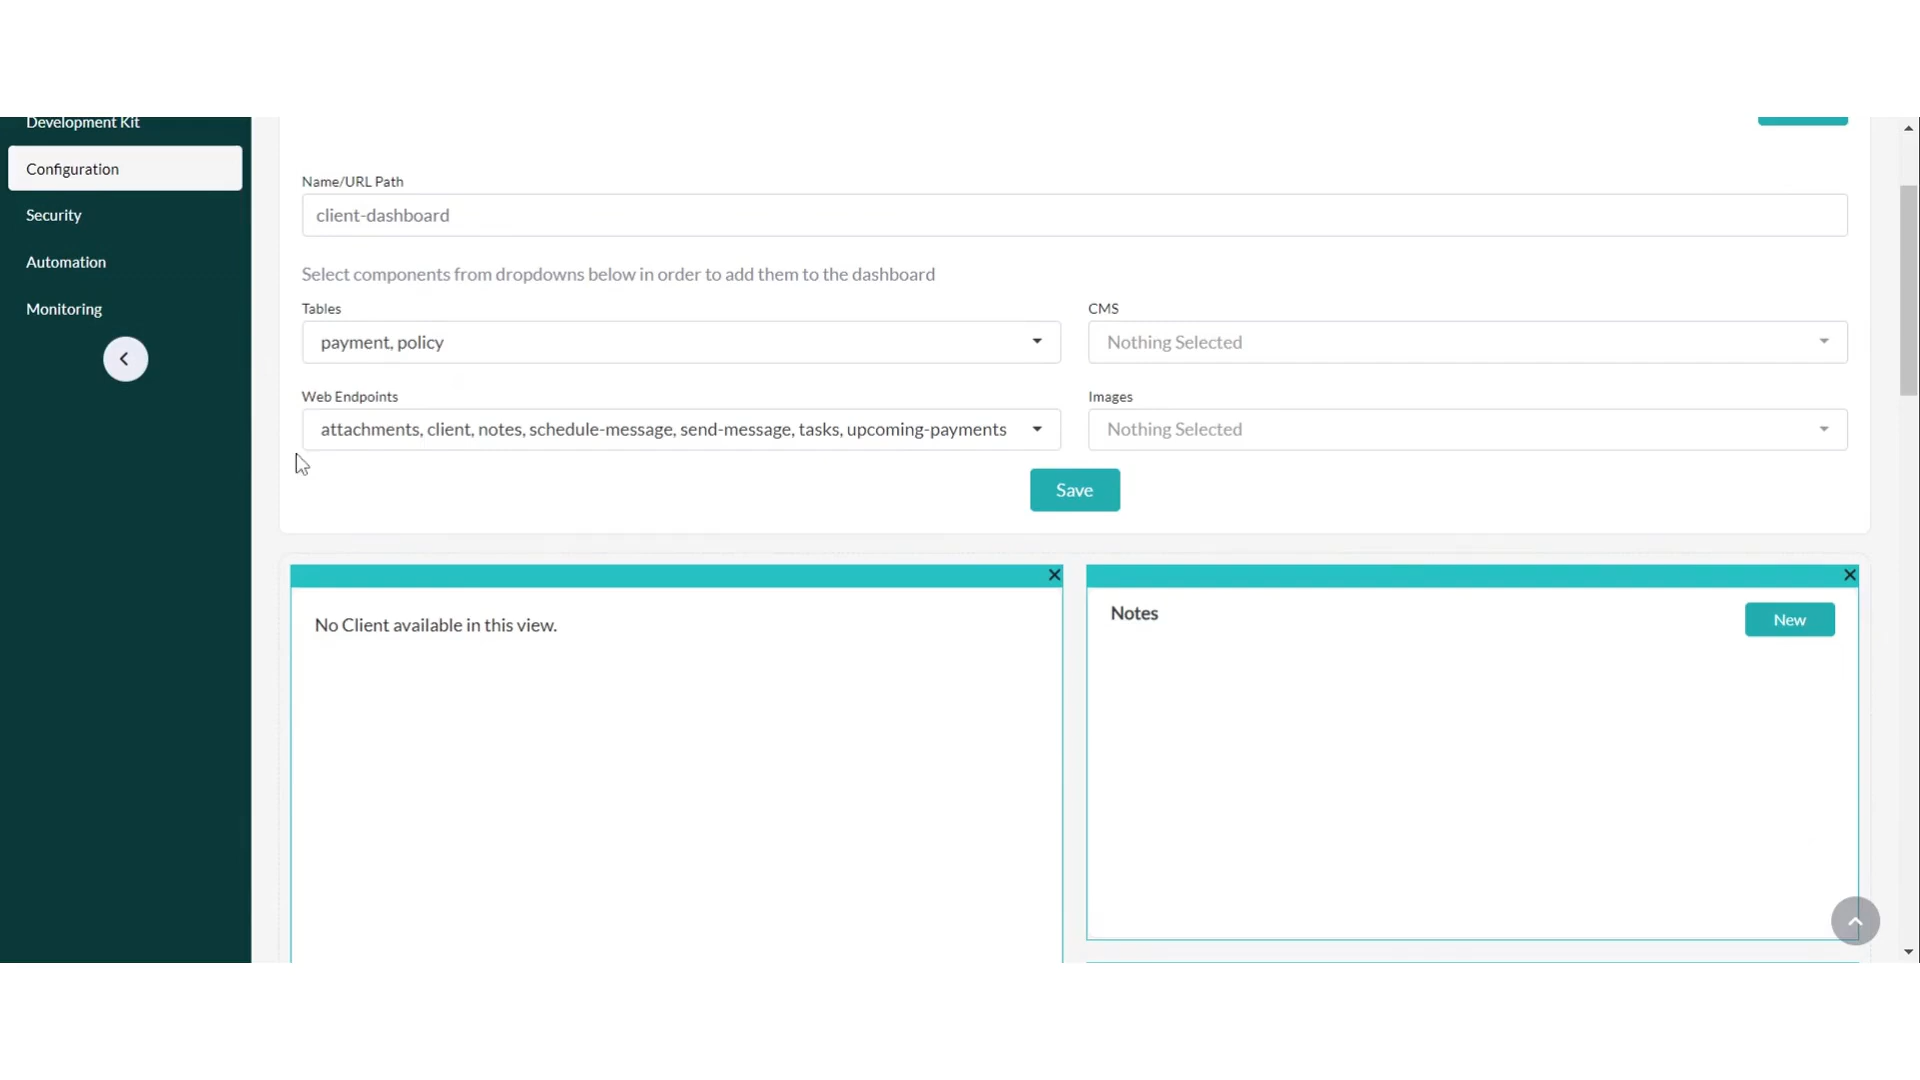 Development Kit
Configuration
Security
Automation
Monitoring
Name/URL Path
client-dashboard
Select components from dropdowns below in order to add them to the dashboard
Tables
CMS
payment, policy
Nothing Selected
Web Endpoints
Images
attachments, client, notes, schedule-message, send-message, tasks, upcoming-payments
Nothing Selected
Save
No Client available in this view.
Notes
New